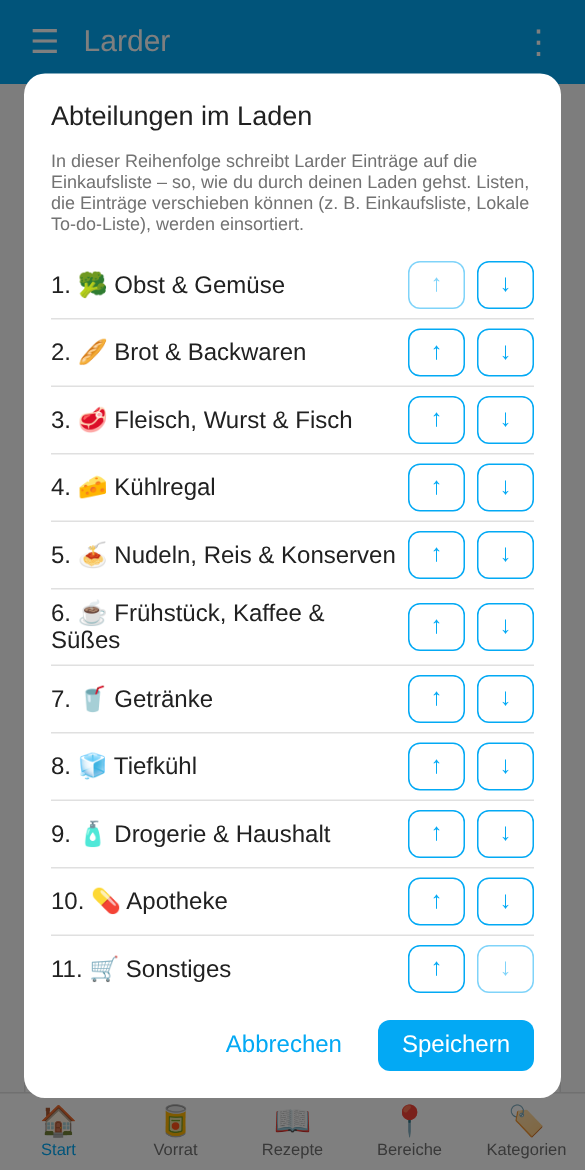 ☰ Larder ⋮
Abteilungen im Laden
In dieser Reihenfolge schreibt Larder Einträge auf die
Einkaufsliste – so, wie du durch deinen Laden gehst. Listen,
die Einträge verschieben können (z. B. Einkaufsliste, Lokale
To-do-Liste), werden einsortiert.
1. 🥦 Obst & Gemüse ↑ ↓
2. 🥖 Brot & Backwaren ↑ ↓
3. 🥩 Fleisch, Wurst & Fisch ↑ ↓
4. 🧀 Kühlregal ↑ ↓
5. 🍝 Nudeln, Reis & Konserven ↑ ↓
6. ☕ Frühstück, Kaffee &
Süßes ↑ ↓
7. 🥤 Getränke ↑ ↓
8. 🧊 Tiefkühl ↑ ↓
9. 🧴 Drogerie & Haushalt ↑ ↓
10. 💊 Apotheke ↑ ↓
11. 🛒 Sonstiges ↑ ↓
Abbrechen Speichern
Start Vorrat Rezepte Bereiche Kategorien